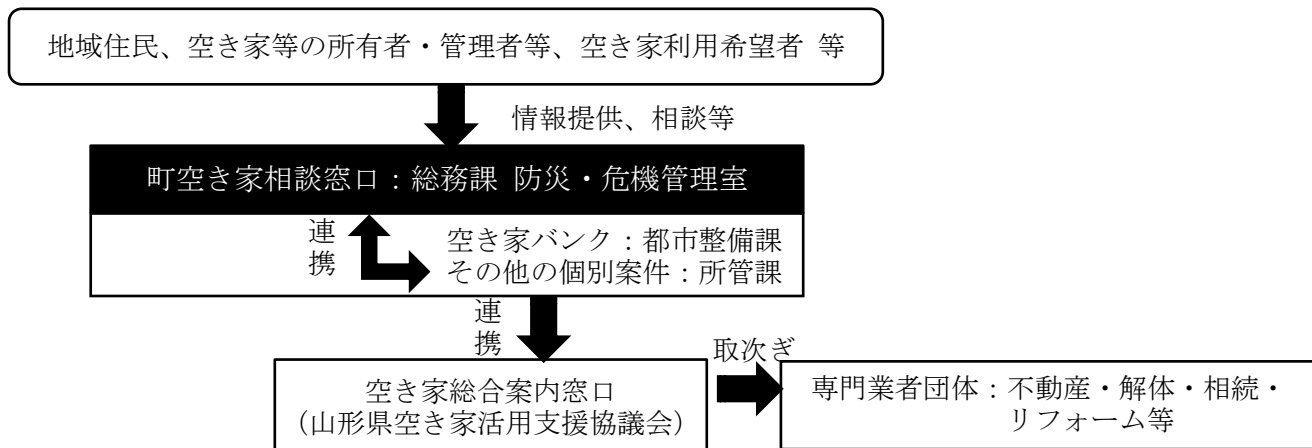 地域住民、空き家等の所有者・管理者等、空き家利用希望者 等
情報提供、相談等
町空き家相談窓口：総務課 防災・危機管理室
連携
空き家バンク：都市整備課
その他の個別案件：所管課
連携
空き家総合案内窓口
（山形県空き家活用支援協議会）
取次ぎ
専門業者団体：不動産・解体・相続・
リフォーム等